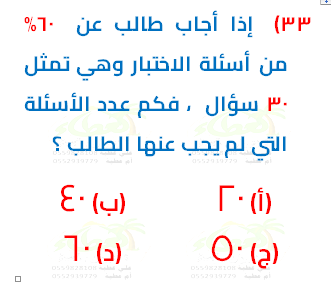 ٣٣) إذا أجاب طالب عن ٦٠%
من أسئلة الاختبار وهي تمثل
٣٠ سؤال ، فكم عدد الأسئلة
التي لم يجب عنها الطالب ؟
(أ) ٢٠ (ب) ٤٠
(ج) ٥٠ (د) ٦٠